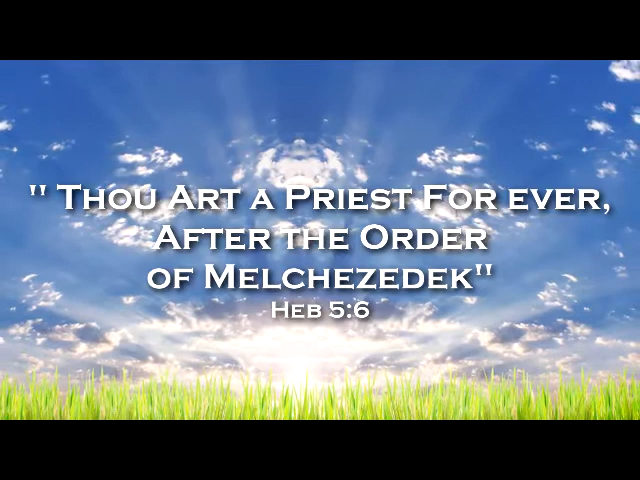 " Thou Art a Priest For ever,
After the Order
of Melchezedek"
Heb 5:6